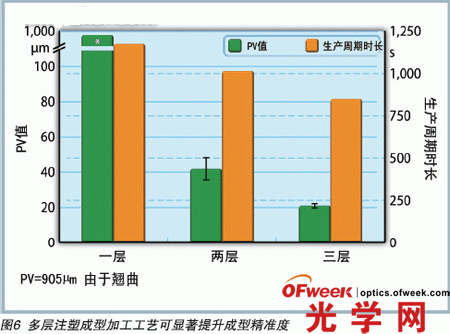 1,000
μm
100
80
60
40
20
0
PV值
*
PV值
生产周期时长
1,250
s
1,000
750
500
250
0
生产周期时长
一层
两层
三层
PV=905μm 由于翘曲
OFweek optics.ofweek.com
光学网
图6 多层注塑成型加工工艺可显著提升成型精准度